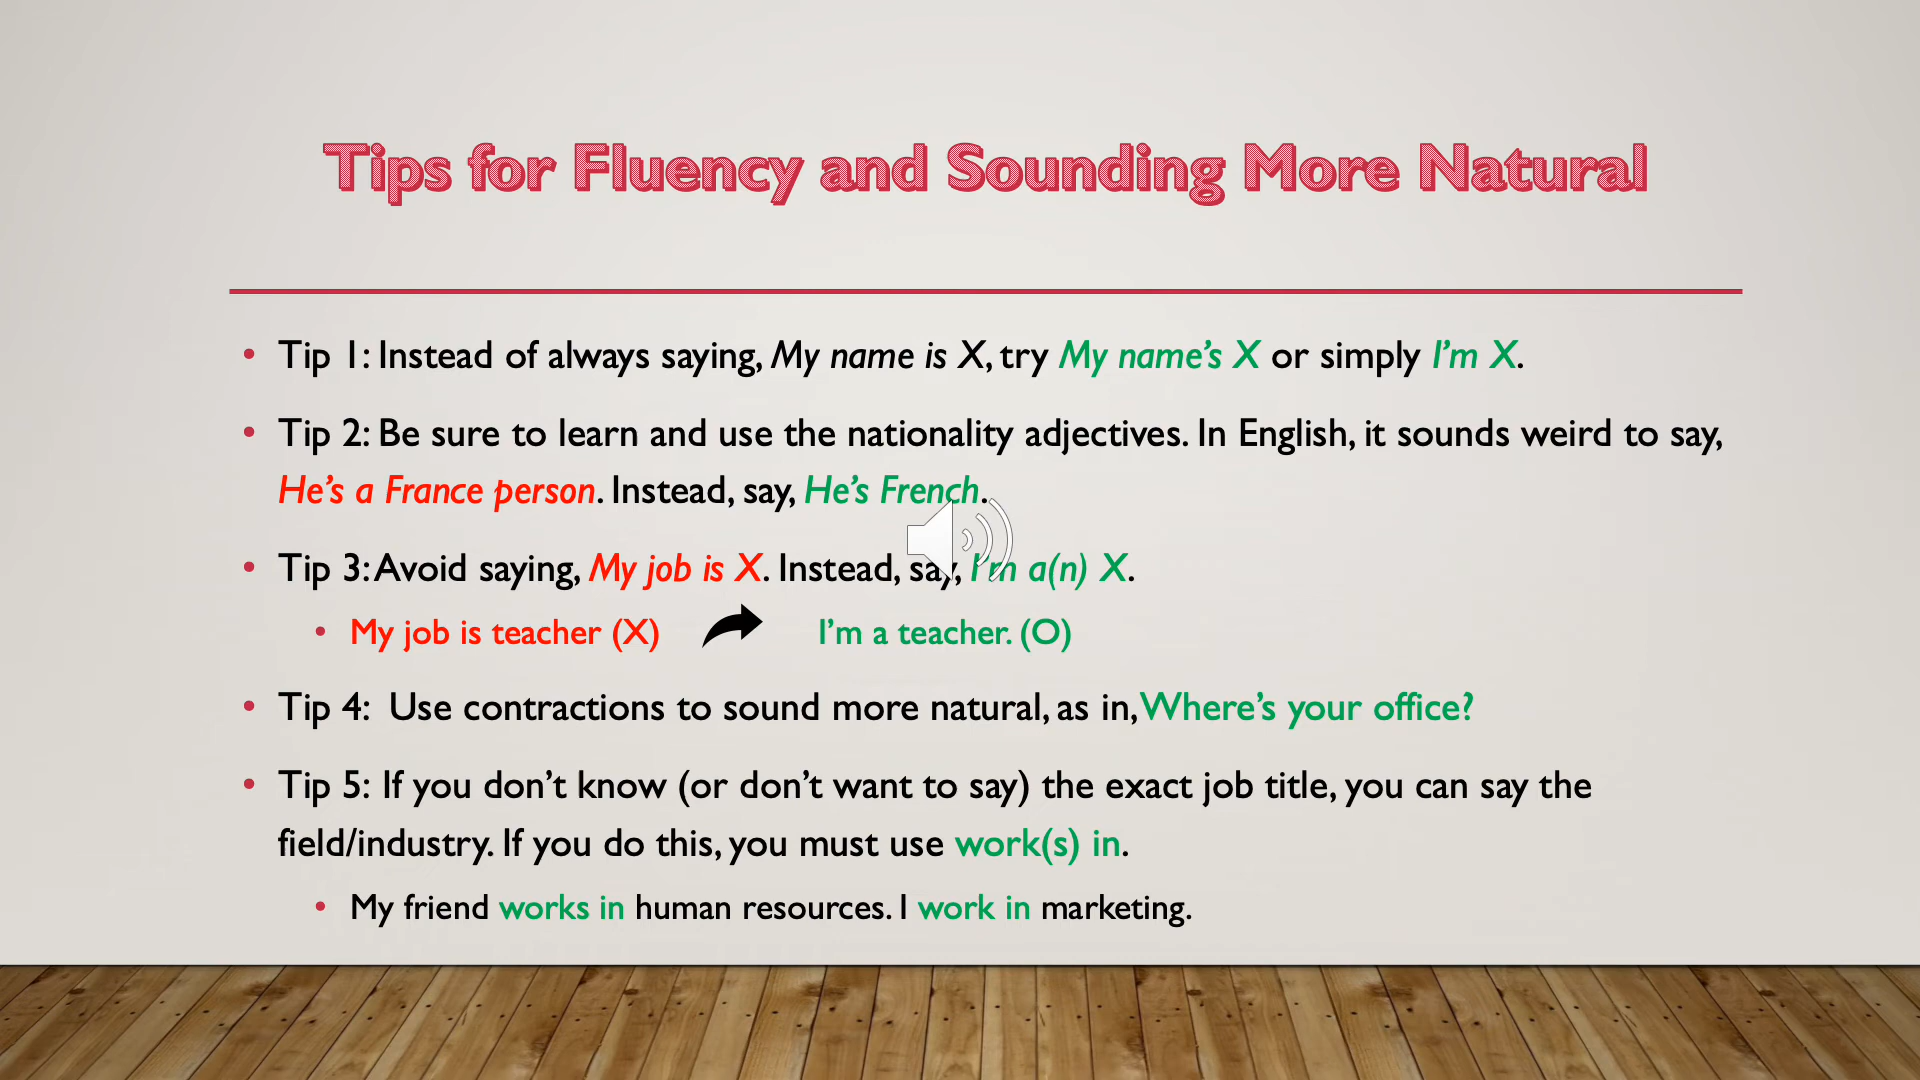 Tips for Fluency and Sounding More Natural
• Tip 1: Instead of always saying, My name is X, try My name’s X or simply I’m X.
• Tip 2: Be sure to learn and use the nationality adjectives. In English, it sounds weird to say,
He’s a France person. Instead, say, He’s French.
• Tip 3: Avoid saying, My job is X. Instead, say, I’m a(n) X.
• My job is teacher (X) I’m a teacher. (O)
• Tip 4: Use contractions to sound more natural, as in, Where’s your office?
• Tip 5: If you don’t know (or don’t want to say) the exact job title, you can say the
field/industry. If you do this, you must use work(s) in.
• My friend works in human resources. I work in marketing.